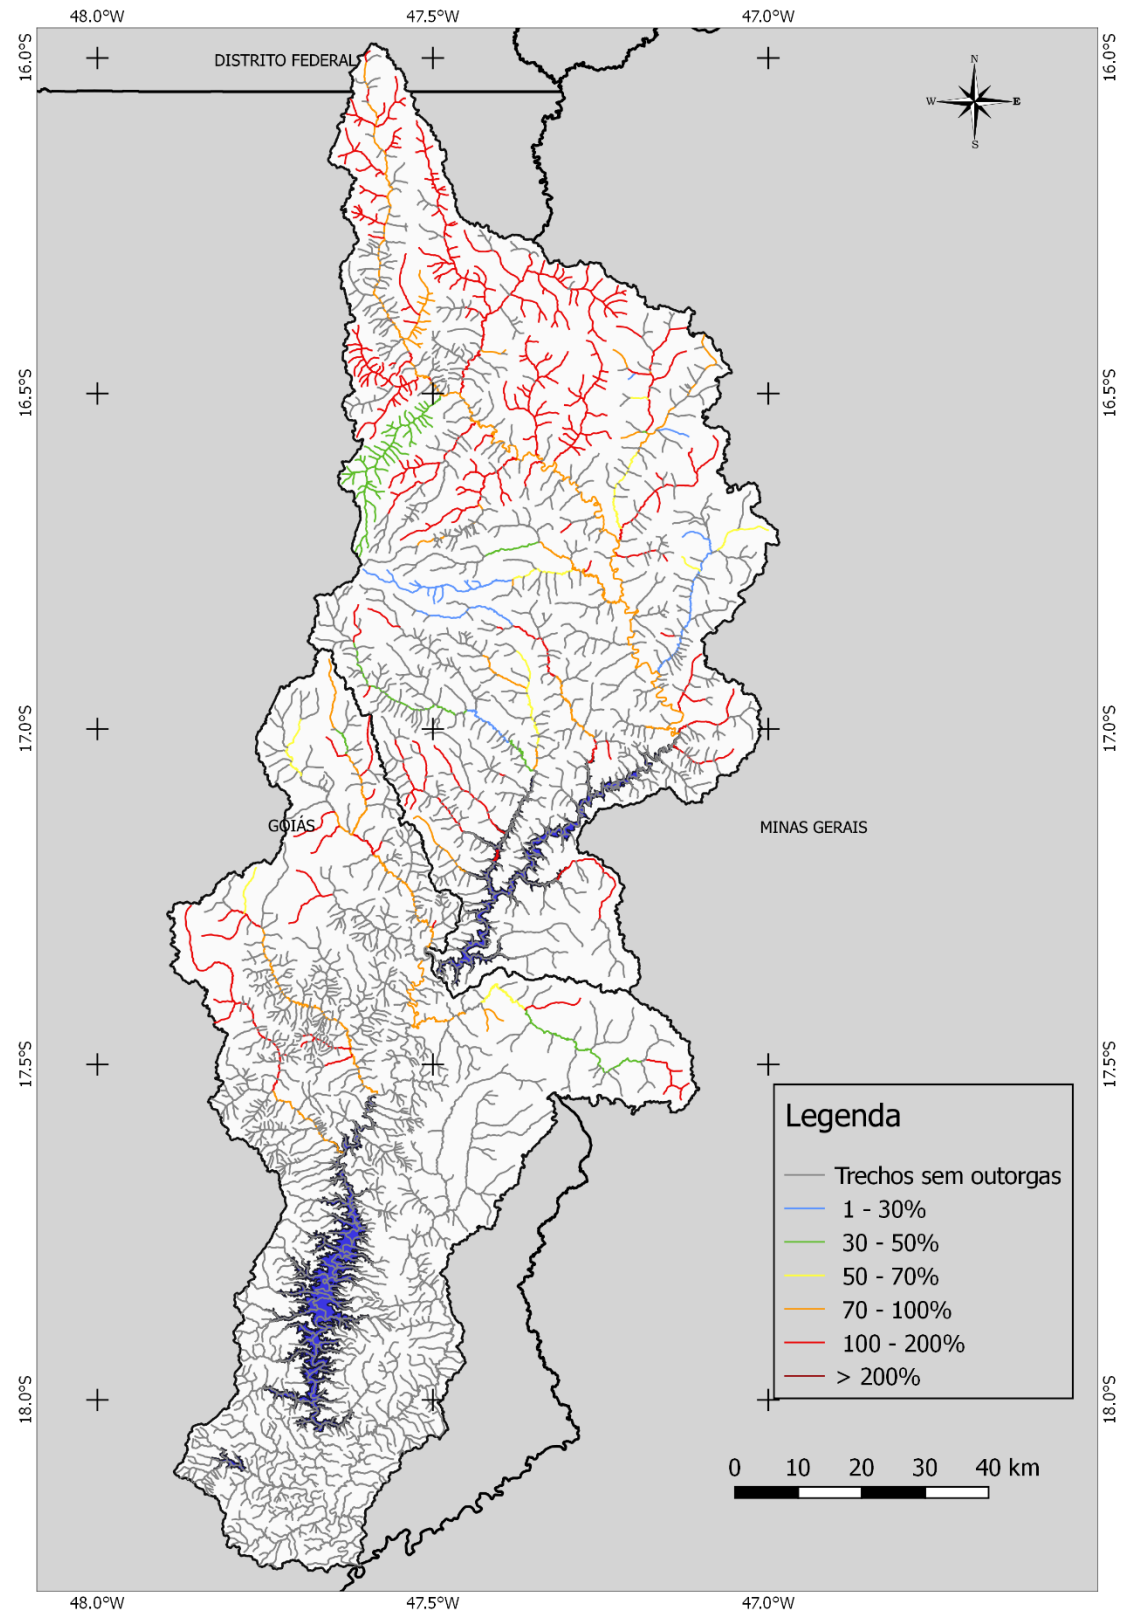 48.0°W 47.5°W 47.0°W
16.0°S 16.0°S
DISTRITO FEDERAL
N
W E
S
16.5°S 16.5°S
17.0°S 17.0°S
GOIÁS
MINAS GERAIS
17.5°S 17.5°S
Legenda
Trechos sem outorgas
1 - 30%
30 - 50%
50 - 70%
70 - 100%
100 - 200%
> 200%
18.0°S 18.0°S
0 10 20 30 40 km
48.0°W 47.5°W 47.0°W